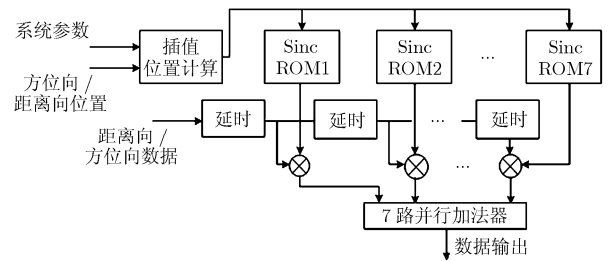 系统参数
方位向 /
距离向位置
插值
位置计算
Sinc
ROM1
Sinc
ROM2
...
Sinc
ROM7
距离向 /
方位向数据
延时
延时
...
延时
...
7 路并行加法器
数据输出